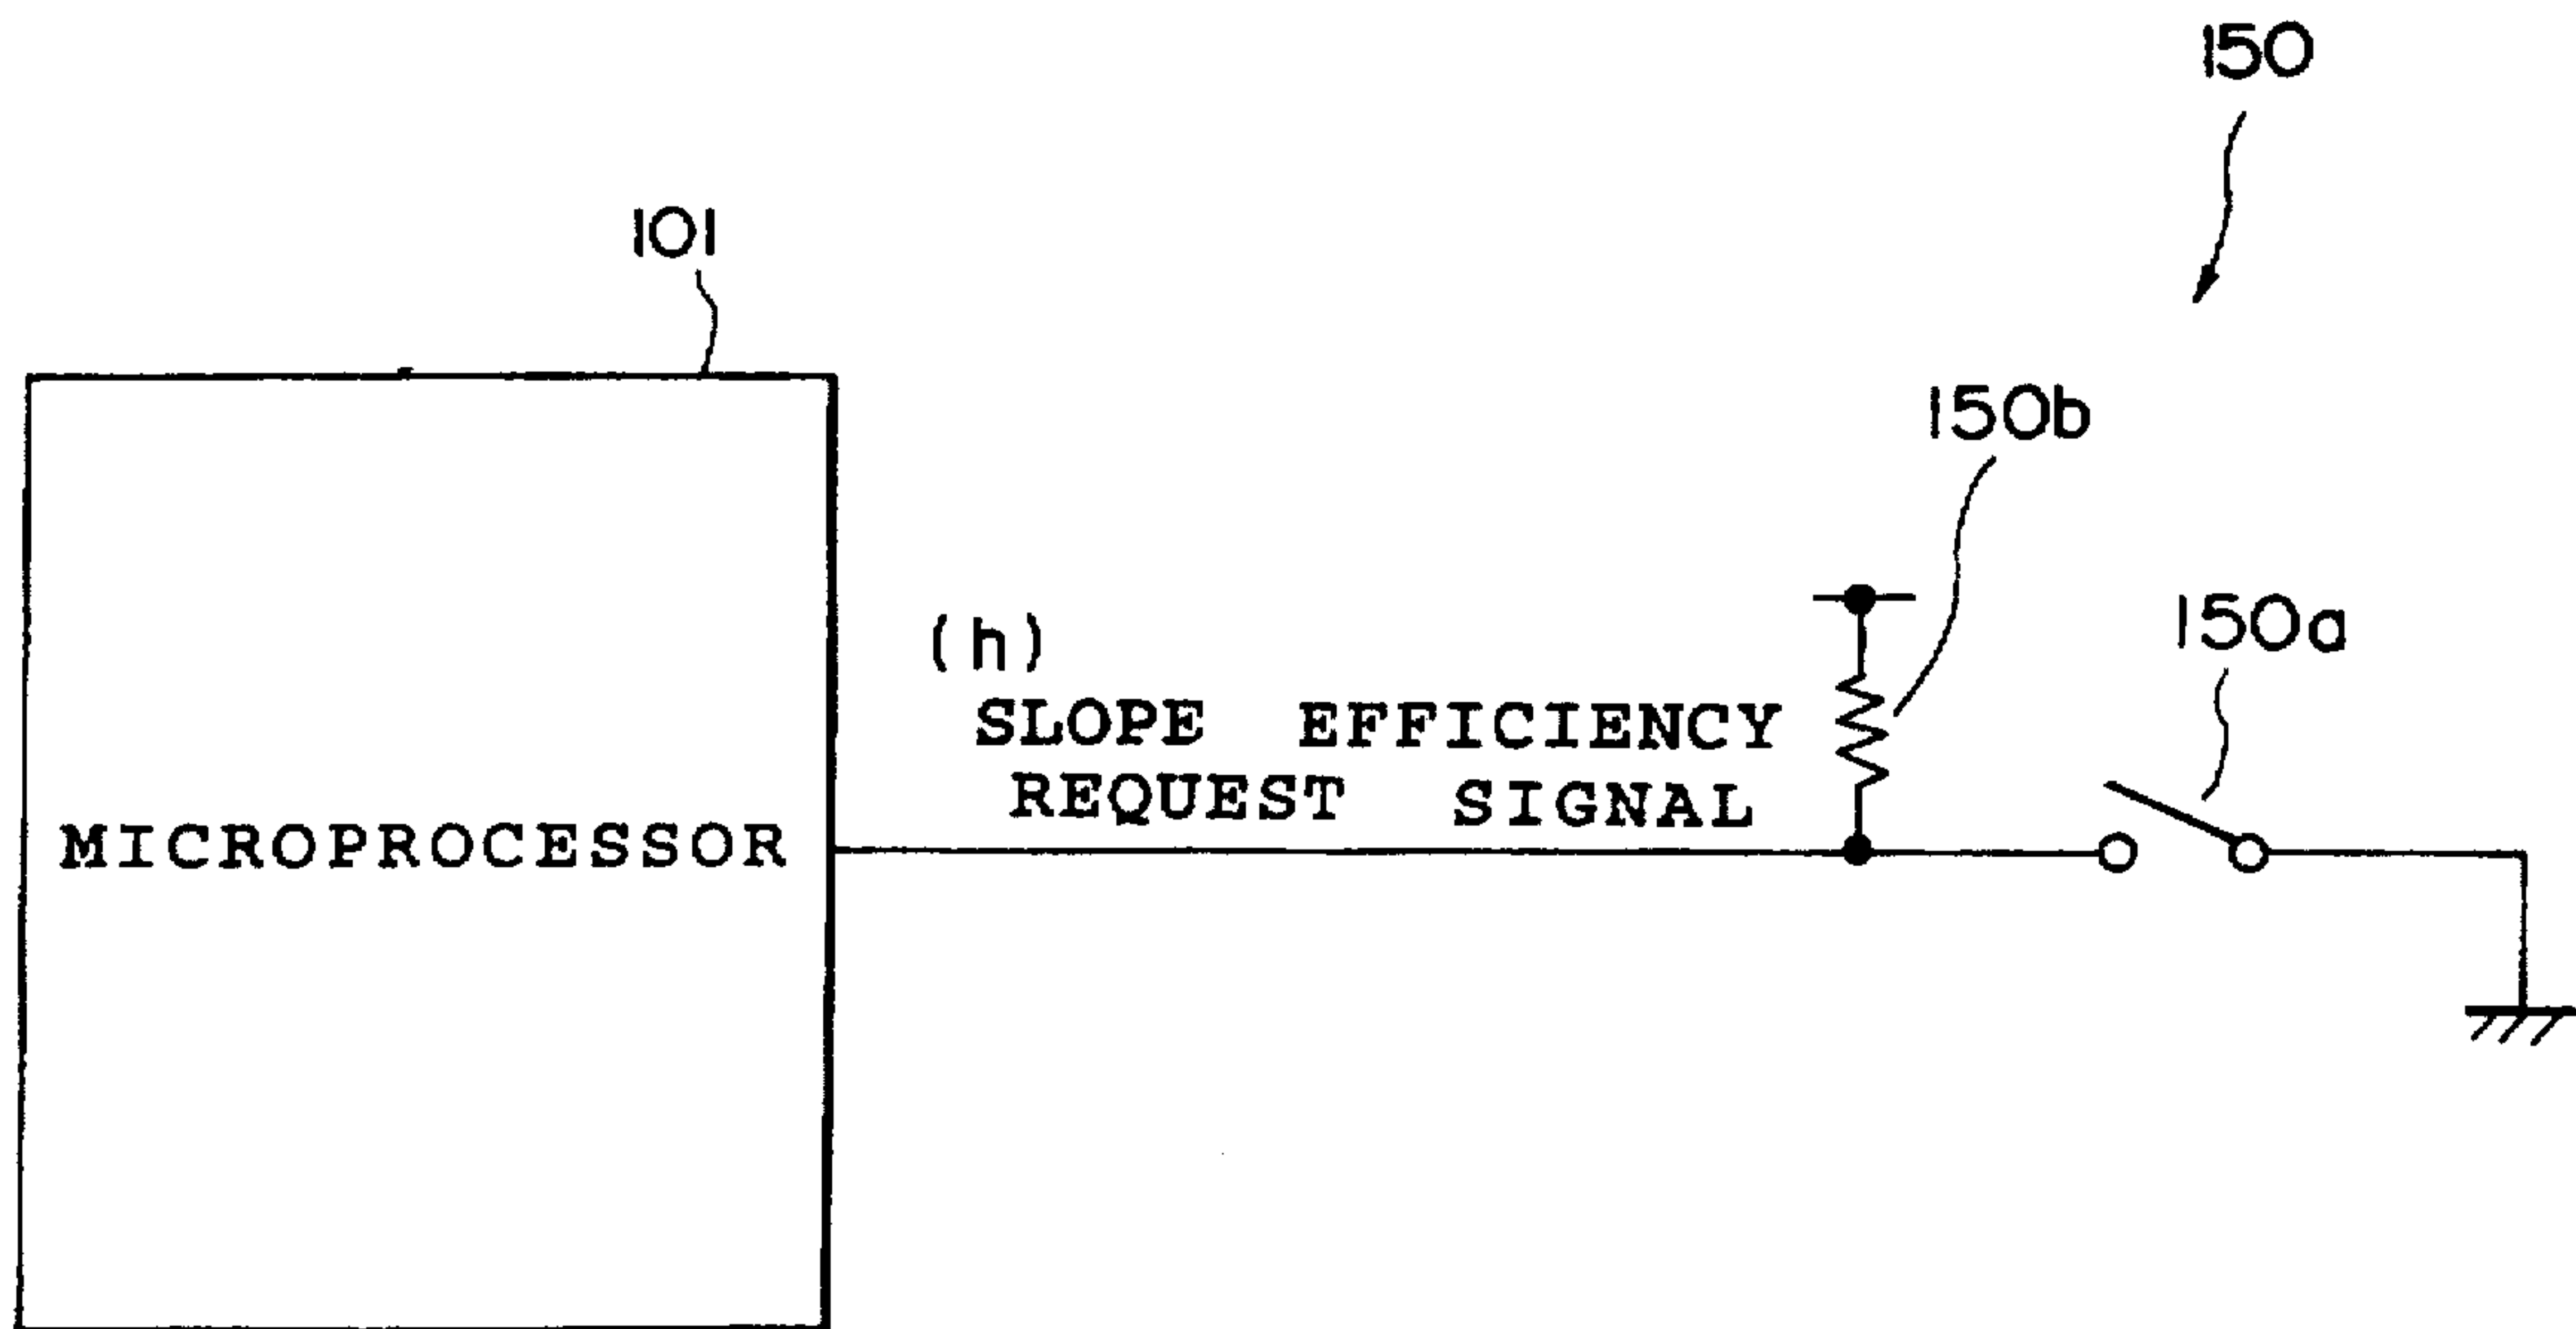 150
101
150b
150a
(h)
SLOPE EFFICIENCY
REQUEST SIGNAL
MICROPROCESSOR